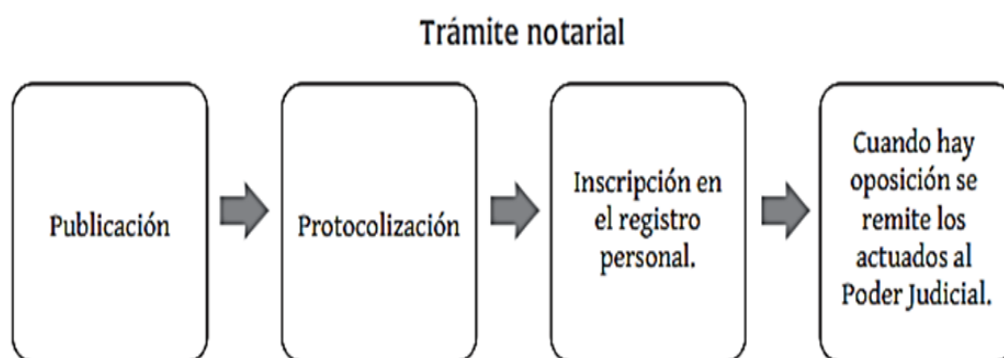 Trámite notarial
Publicación
Protocolización
Inscripción en
el registro
personal.
Cuando hay
oposición se
remite los
actuados al
Poder Judicial.